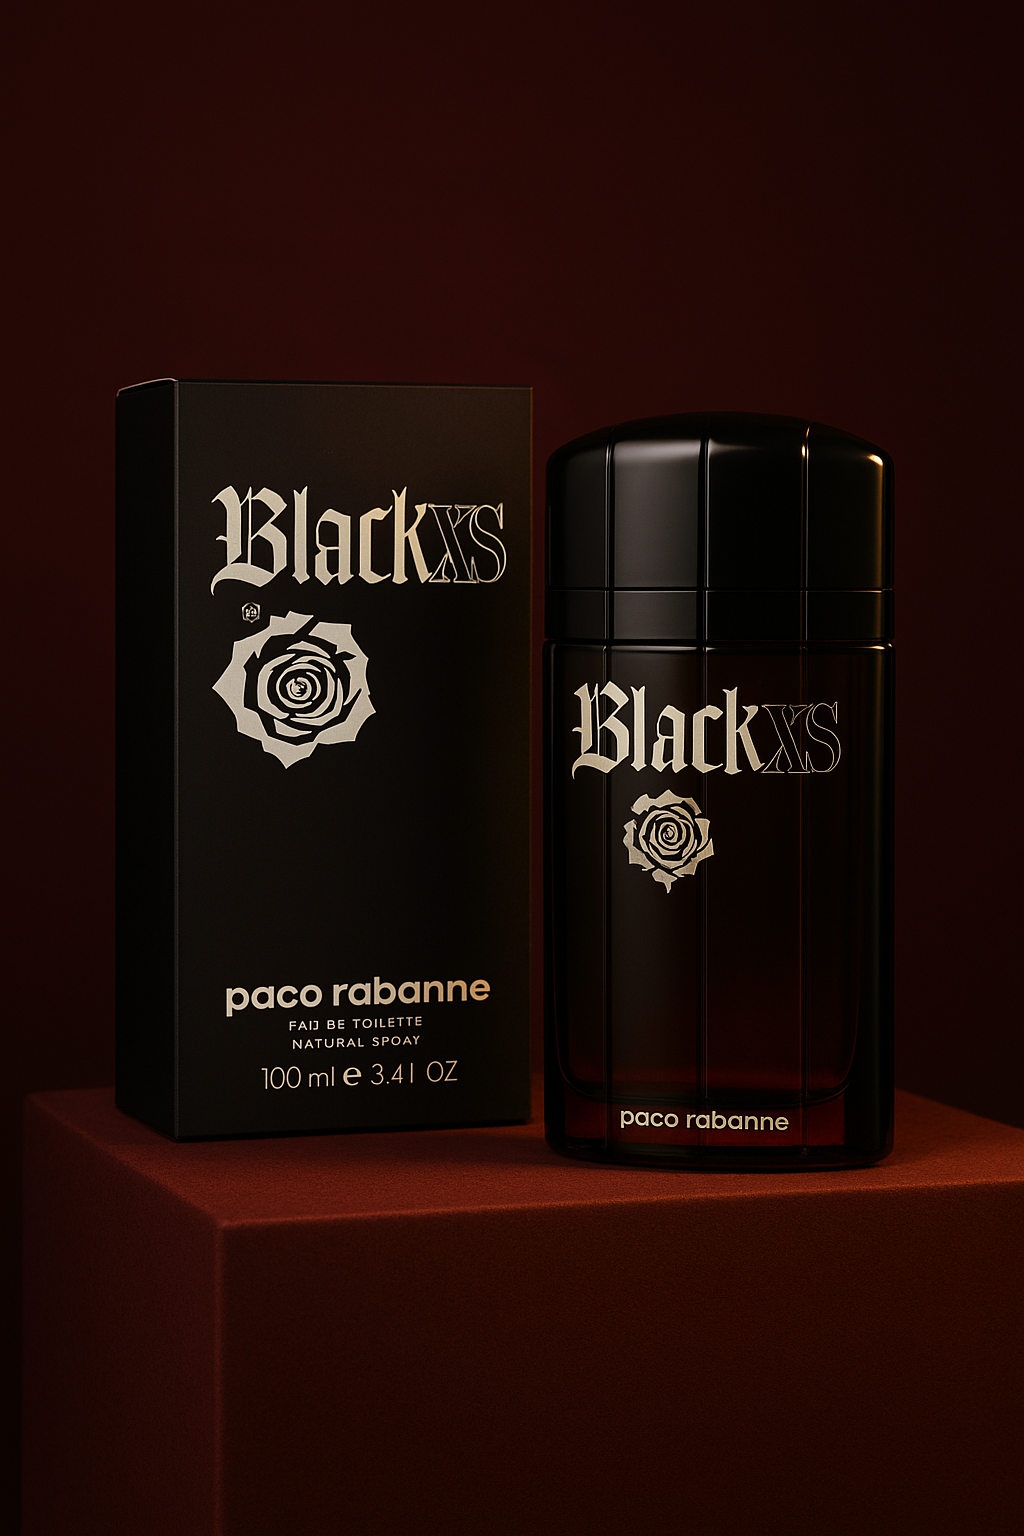 Blackxs
paco rabanne
FAIJ BE TOILETTE
NATURAL SPOAY
100 ml e 3.41 OZ
Blackxs
paco rabanne